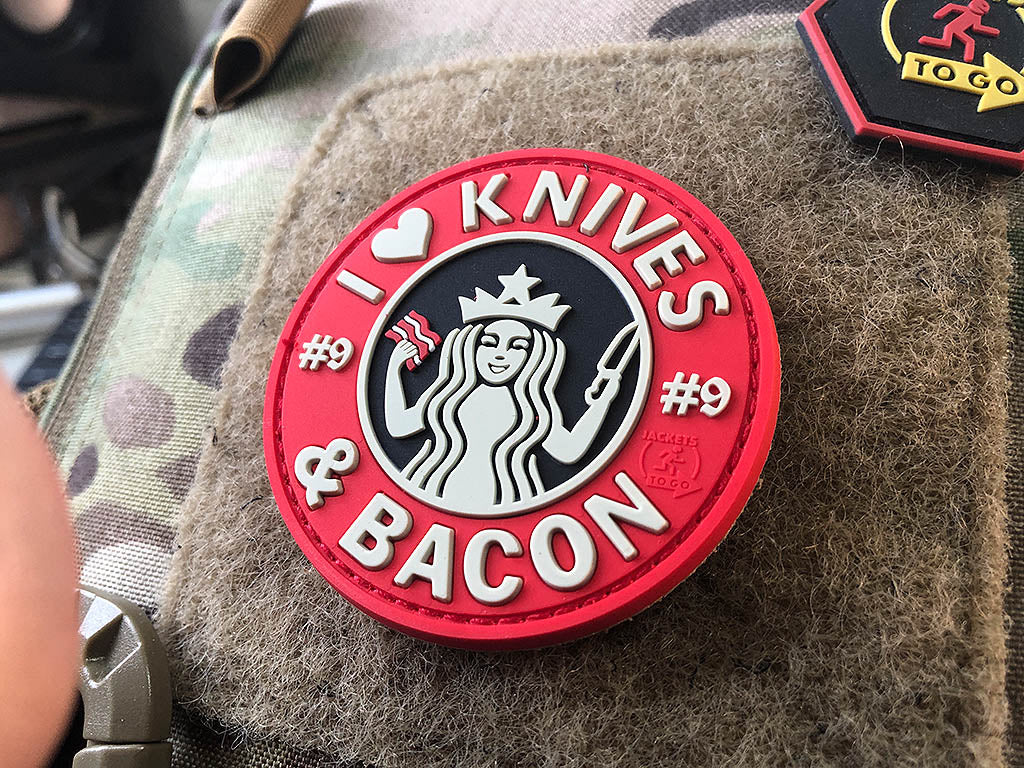 I ♥ KNIVES
#9 #9
& BACON
JACKETS
TO GO
TO GO